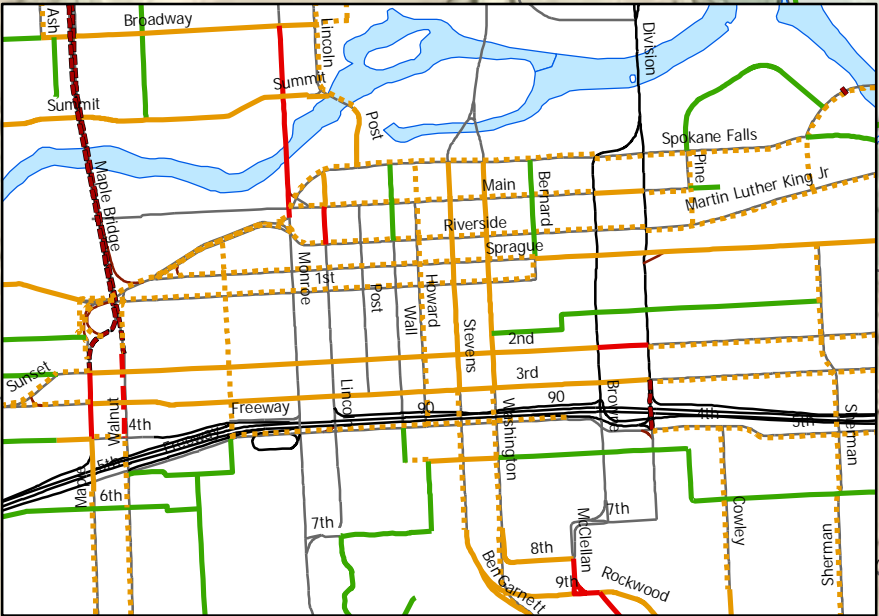 Ash
Broadway
Lincoln
Division
Summit
Summit
Post
Spokane Falls
Maple Bridge
Pine
Main
Bernard
Martin Luther King Jr
Riverside
Sprague
Monroe
1st
Post
Howard
Wall
Stevens
2nd
3rd
Sunset
Lincol
Browne
Freeway
90
90
Walnut
4th
Freeway
Washington
4th
5th
Sherman
5th
Maple
6th
7th
7th
McClellan
Cowley
Sherman
8th
9th
Rockwood
Ben Garnett